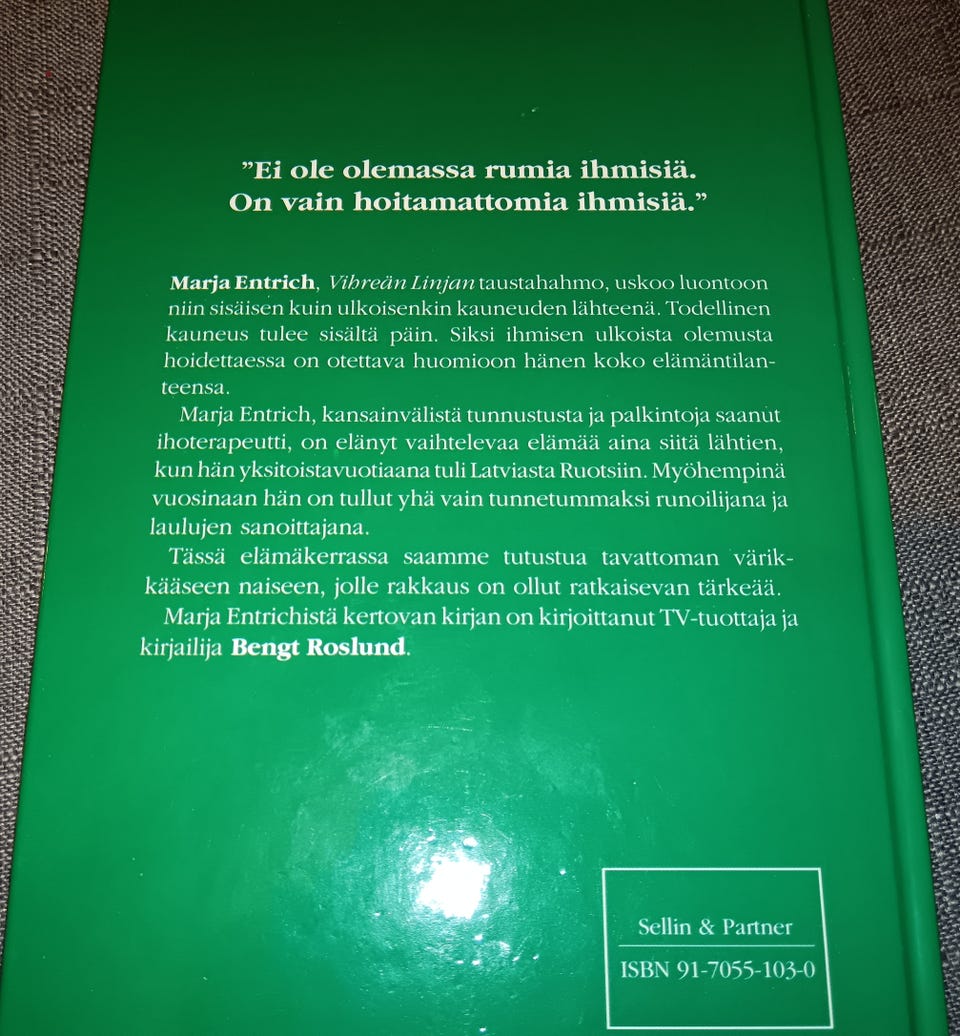 ”Ei ole olemassa rumia ihmisiä.
On vain hoitamattomia ihmisiä.”
Marja Entrich, Vihreän Linjan taustahahmo, uskoo luontoon
niin sisäisen kuin ulkoisenkin kauneuden lähteenä. Todellinen
kauneus tulee sisältä päin. Siksi ihmisen ulkoista olemusta
hoidettaessa on otettava huomioon hänen koko elämäntilan-
teensa.
Marja Entrich, kansainvälistä tunnustusta ja palkintoja saanut
ihoterapeutti, on elänyt vaihtelevaa elämää aina siitä lähtien,
kun hän yksitoistavuotiaana tuli Latviasta Ruotsiin. Myöhempinä
vuosinaan hän on tullut yhä vain tunnetummaksi runoilijana ja
laulujen sanoittajana.
Tässä elämäkerrassa saamme tutustua tavattoman värik-
kääseen naiseen, jolle rakkaus on ollut ratkaisevan tärkeää.
Marja Entrichistä kertovan kirjan on kirjoittanut TV-tuottaja ja
kirjailija Bengt Roslund.
Sellin & Partner
ISBN 91-7055-103-0